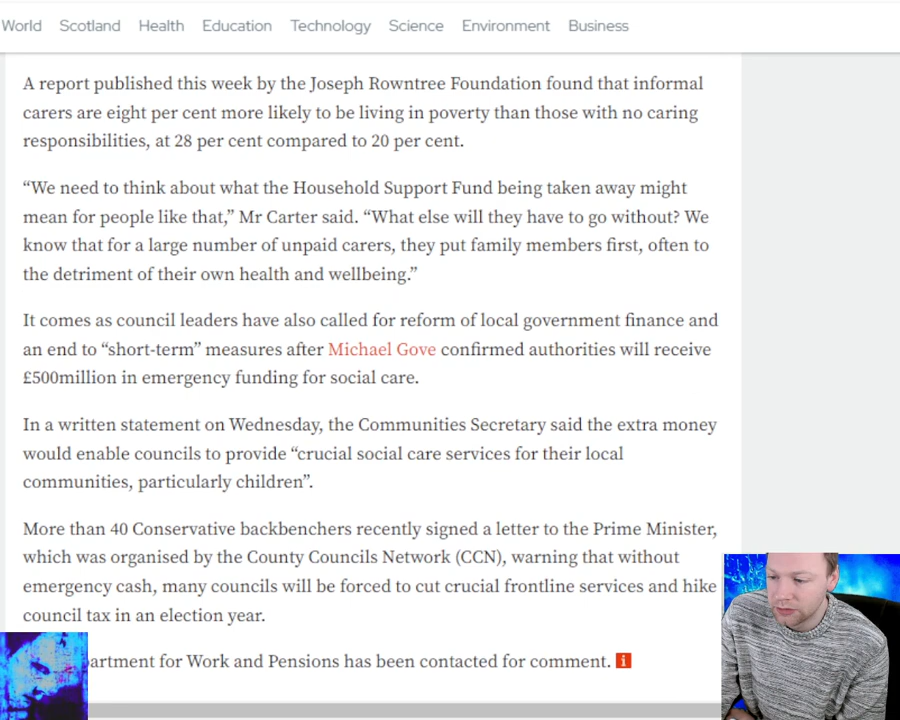 World Scotland Health Education Technology Science Environment Business
A report published this week by the Joseph Rowntree Foundation found that informal
carers are eight per cent more likely to be living in poverty than those with no caring
responsibilities, at 28 per cent compared to 20 per cent.
“We need to think about what the Household Support Fund being taken away might
mean for people like that,” Mr Carter said. “What else will they have to go without? We
know that for a large number of unpaid carers, they put family members first, often to
the detriment of their own health and wellbeing.”
It comes as council leaders have also called for reform of local government finance and
an end to “short-term” measures after Michael Gove confirmed authorities will receive
£500million in emergency funding for social care.
In a written statement on Wednesday, the Communities Secretary said the extra money
would enable councils to provide “crucial social care services for their local
communities, particularly children”.
More than 40 Conservative backbenchers recently signed a letter to the Prime Minister,
which was organised by the County Councils Network (CCN), warning that without
emergency cash, many councils will be forced to cut crucial frontline services and hike
council tax in an election year.
artment for Work and Pensions has been contacted for comment. i